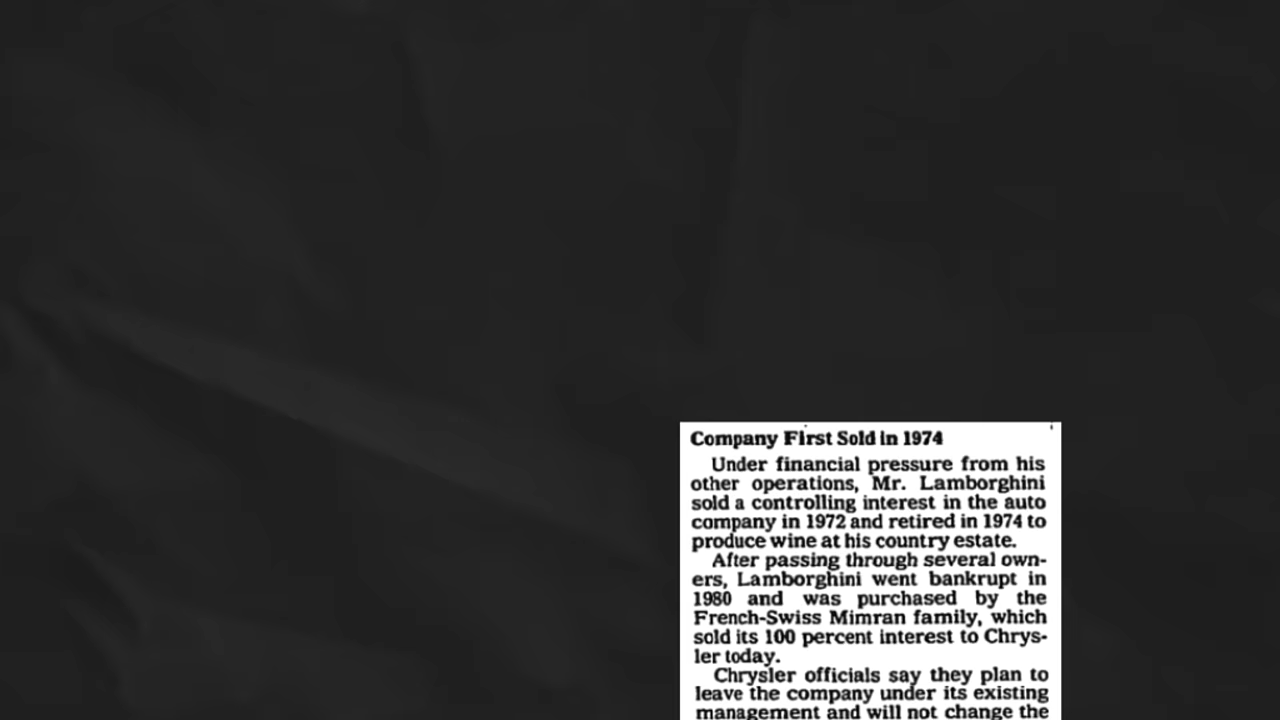 Company First Sold in 1974
Under financial pressure from his
other operations, Mr. Lamborghini
sold a controlling interest in the auto
company in 1972 and retired in 1974 to
produce wine at his country estate.
After passing through several own-
ers, Lamborghini went bankrupt in
1980 and was purchased by the
French-Swiss Mimran family, which
sold its 100 percent interest to Chrys-
ler today.
Chrysler officials say they plan to
leave the company under its existing
management and will not change the